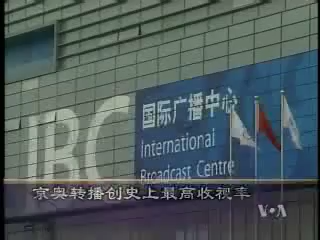 IBC
国际广播中心
International
Broadcast Centre
京奥转播创史上最高收视率
VOA